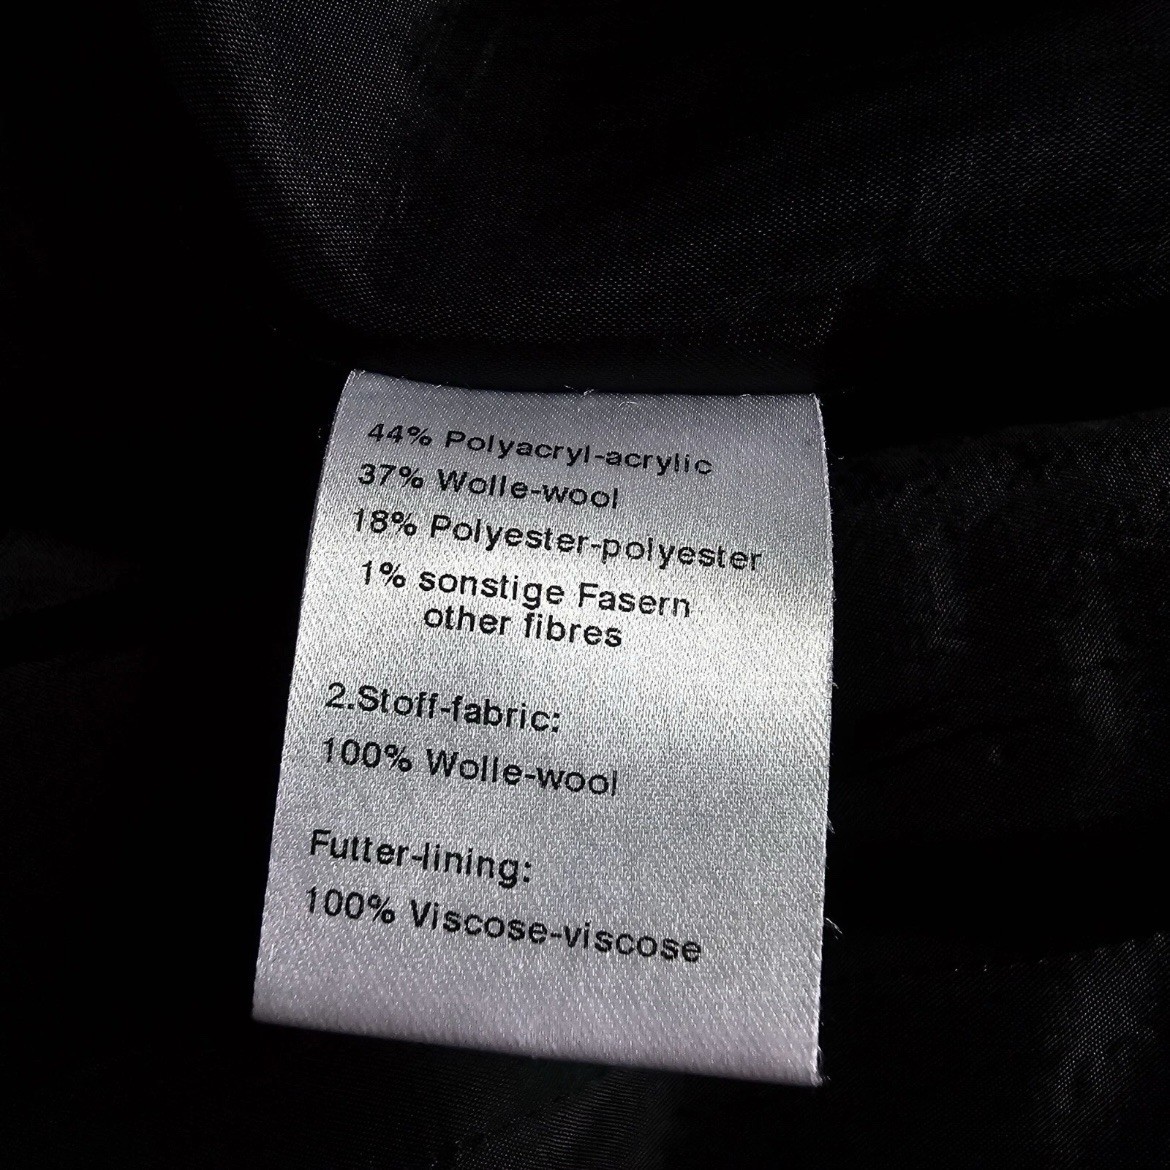 44% Polyacryl-acrylic
37% Wolle-wool
18% Polyester-polyester
1% sonstige Fasern
other fibres
2.Stoff-fabric:
100% Wolle-wool
Futter-lining:
100% Viscose-viscose